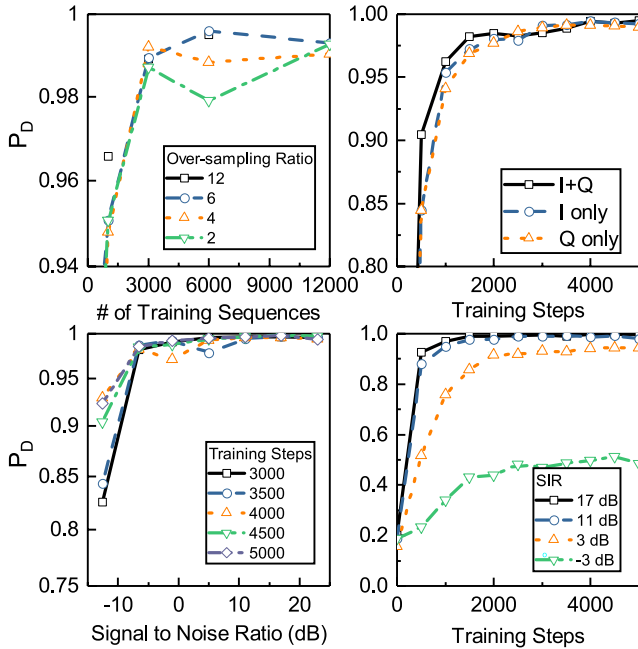 1
0.98
0.96
0.94
P_D
Over-sampling Ratio
12
6
4
2
0 3000 6000 9000 12000
# of Training Sequences
1.00
0.95
0.90
0.85
0.80
I+Q
I only
Q only
0 2000 4000
Training Steps
1
0.95
0.9
0.85
0.8
0.75
P_D
Training Steps
3000
3500
4000
4500
5000
-10 0 10 20
Signal to Noise Ratio (dB)
1.0
0.8
0.6
0.4
0.2
0.0
SIR
17 dB
11 dB
3 dB
-3 dB
0 2000 4000
Training Steps